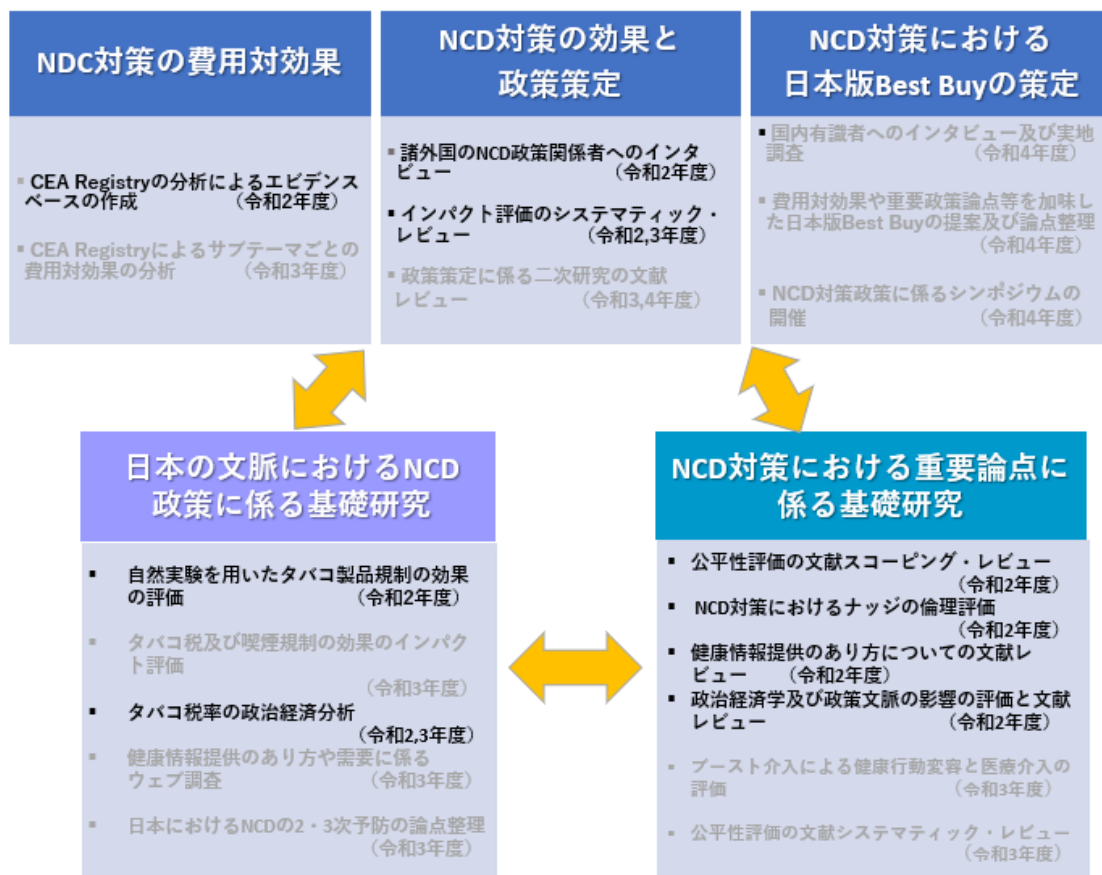 NDC対策の費用対効果
▪ CEA Registryの分析によるエビデンス
ベースの作成 （令和2年度）
▪ CEA Registryによるサブテーマごとの
費用対効果の分析 （令和3年度）
NCD対策の効果と
政策策定
▪ 諸外国のNCD政策関係者へのインタ
ビュー （令和2年度）
▪ インパクト評価のシステマティック・
レビュー （令和2,3年度）
▪ 政策策定に係る二次研究の文献
レビュー （令和3,4年度）
NCD対策における
日本版Best Buyの策定
▪ 国内有識者へのインタビュー及び実地
調査 （令和4年度）
▪ 費用対効果や重要政策論点等を加味し
た日本版Best Buyの提案及び論点整理
（令和4年度）
▪ NCD対策政策に係るシンポジウムの
開催 （令和4年度）
日本の文脈におけるNCD
政策に係る基礎研究
▪ 自然実験を用いたタバコ製品規制の効果
の評価 （令和2年度）
▪ タバコ税及び喫煙規制の効果のインパク
ト評価
（令和3年度）
▪ タバコ税率の政治経済分析
（令和2,3年度）
▪ 健康情報提供のあり方や需要に係る
ウェブ調査 （令和3年度）
▪ 日本におけるNCDの2・3次予防の論点整理
（令和3年度）
NCD対策における重要論点に
係る基礎研究
▪ 公平性評価の文献スコーピング・レビュー
（令和2年度）
▪ NCD対策におけるナッジの倫理評価
（令和2年度）
▪ 健康情報提供のあり方についての文献レ
ビュー （令和2年度）
▪ 政治経済学及び政策文脈の影響の評価と文献
レビュー （令和2年度）
▪ ブースト介入による健康行動変容と医療介入の
評価 （令和3年度）
▪ 公平性評価の文献システマティック・レビュー
（令和3年度）